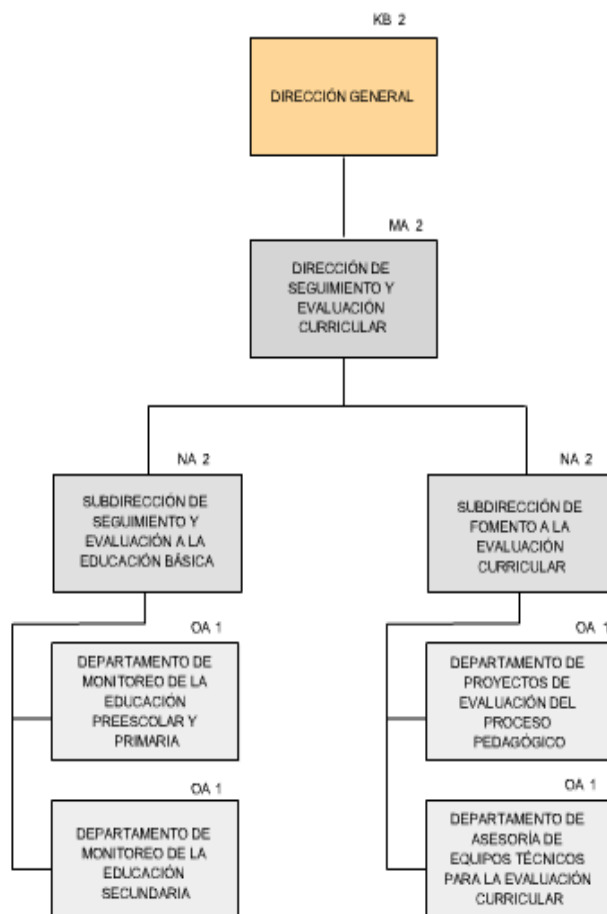 KB 2
DIRECCIÓN GENERAL
MA 2
DIRECCIÓN DE
SEGUIMIENTO Y
EVALUACIÓN
CURRICULAR
NA 2
SUBDIRECCIÓN DE
SEGUIMIENTO Y
EVALUACIÓN A LA
EDUCACIÓN BÁSICA
NA 2
SUBDIRECCIÓN DE
FOMENTO A LA
EVALUACIÓN
CURRICULAR
OA 1
DEPARTAMENTO DE
MONITOREO DE LA
EDUCACIÓN
PREESCOLAR Y
PRIMARIA
OA 1
DEPARTAMENTO DE
PROYECTOS DE
EVALUACIÓN DEL
PROCESO
PEDAGÓGICO
OA 1
DEPARTAMENTO DE
MONITOREO DE LA
EDUCACIÓN
SECUNDARIA
OA 1
DEPARTAMENTO DE
ASESORÍA DE
EQUIPOS TÉCNICOS
PARA LA EVALUACIÓN
CURRICULAR